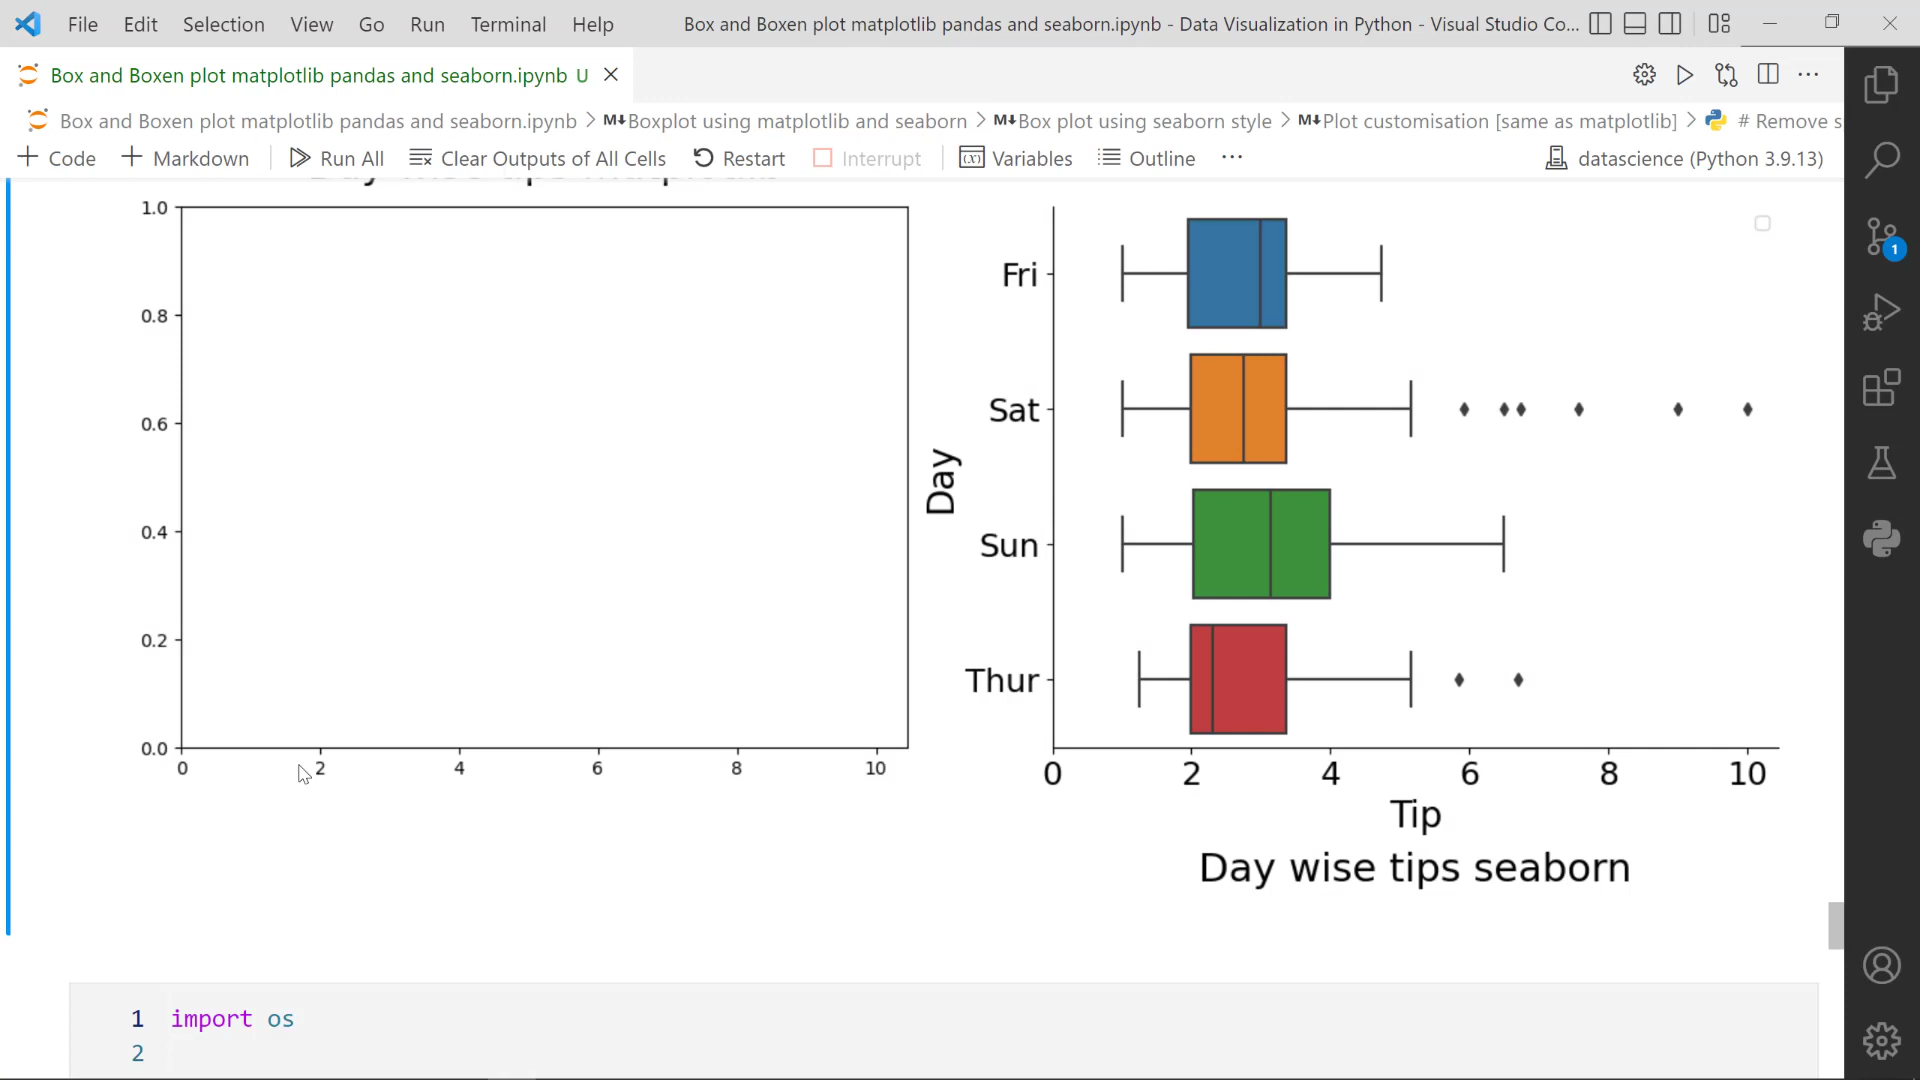 File Edit Selection View Go Run Terminal Help Box and Boxen plot matplotlib pandas and seaborn.ipynb - Data Visualization in Python - Visual Studio Co...
Box and Boxen plot matplotlib pandas and seaborn.ipynb U
Box and Boxen plot matplotlib pandas and seaborn.ipynb > M↓Boxplot using matplotlib and seaborn > M↓Box plot using seaborn style > M↓Plot customisation [same as matplotlib] > # Remove s
+ Code + Markdown Run All Clear Outputs of All Cells Restart Interrupt Variables Outline ... datascience (Python 3.9.13)
1
1.0
0.8
0.6
0.4
0.2
0.0
0 2 4 6 8 10
Day
Fri
Sat
Sun
Thur
0 2 4 6 8 10
Tip
Day wise tips seaborn
1 import os
2